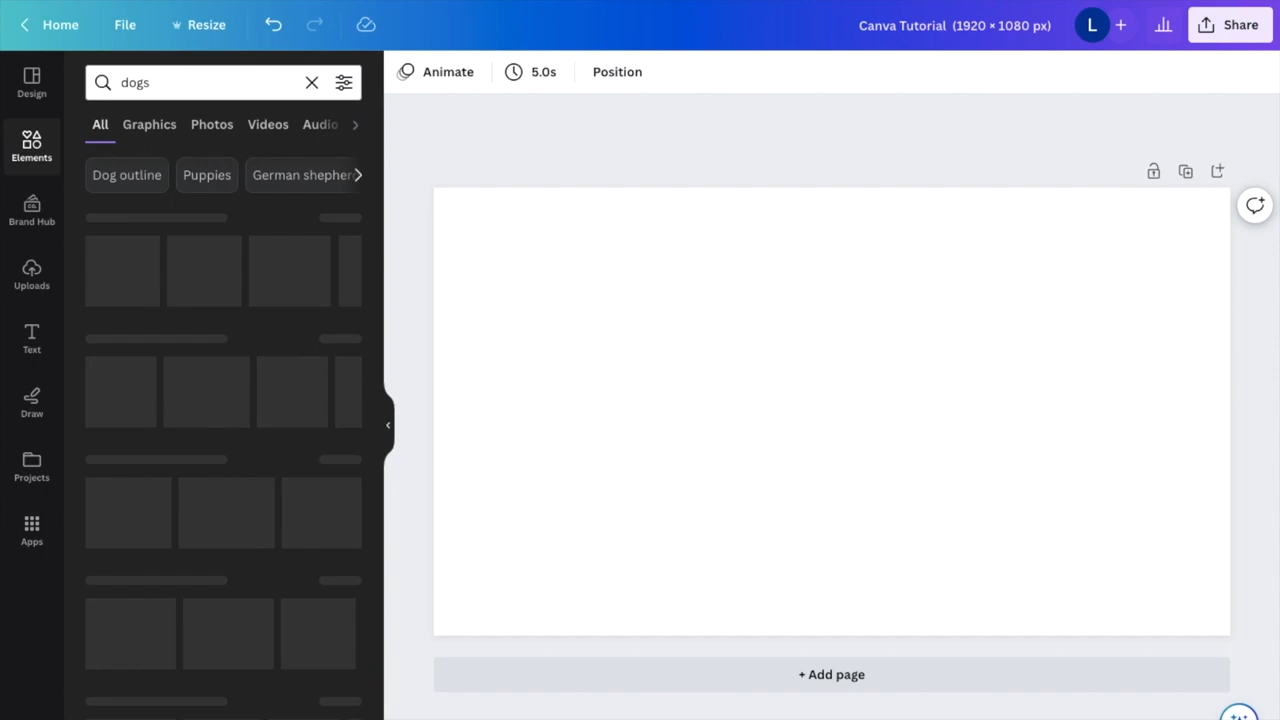 Home File Resize Canva Tutorial (1920 × 1080 px) L + Share
Design
Elements
Brand Hub
Uploads
Text
Draw
Projects
Apps
dogs
All Graphics Photos Videos Audio
Dog outline Puppies German shepher
Animate 5.0s Position
+ Add page